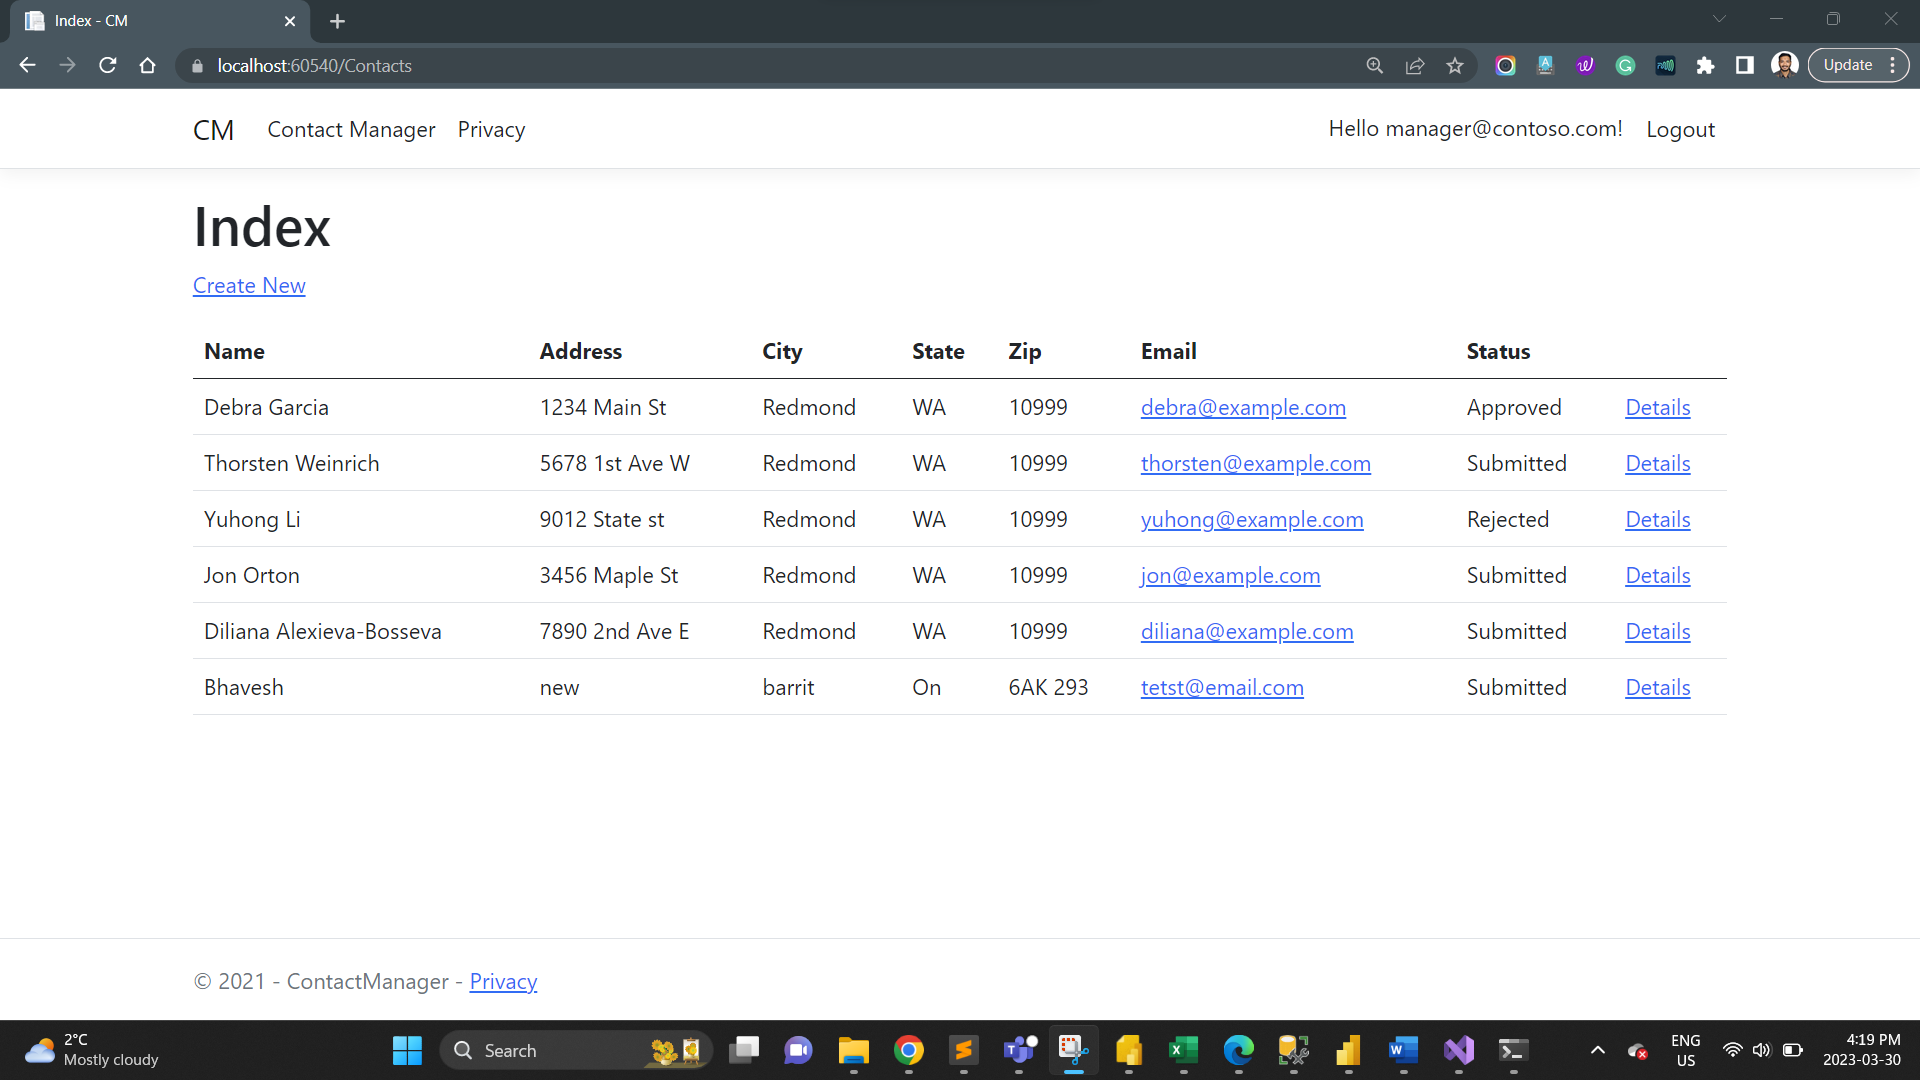 Index - CM
localhost:60540/Contacts
Update
CM Contact Manager Privacy Hello manager@contoso.com! Logout
Index
Create New
Name Address City State Zip Email Status
Debra Garcia 1234 Main St Redmond WA 10999 debra@example.com Approved Details
Thorsten Weinrich 5678 1st Ave W Redmond WA 10999 thorsten@example.com Submitted Details
Yuhong Li 9012 State st Redmond WA 10999 yuhong@example.com Rejected Details
Jon Orton 3456 Maple St Redmond WA 10999 jon@example.com Submitted Details
Diliana Alexieva-Bosseva 7890 2nd Ave E Redmond WA 10999 diliana@example.com Submitted Details
Bhavesh new barrit On 6AK 293 tetst@email.com Submitted Details
© 2021 - ContactManager - Privacy
2°C
Mostly cloudy
Search
ENG
US
4:19 PM
2023-03-30